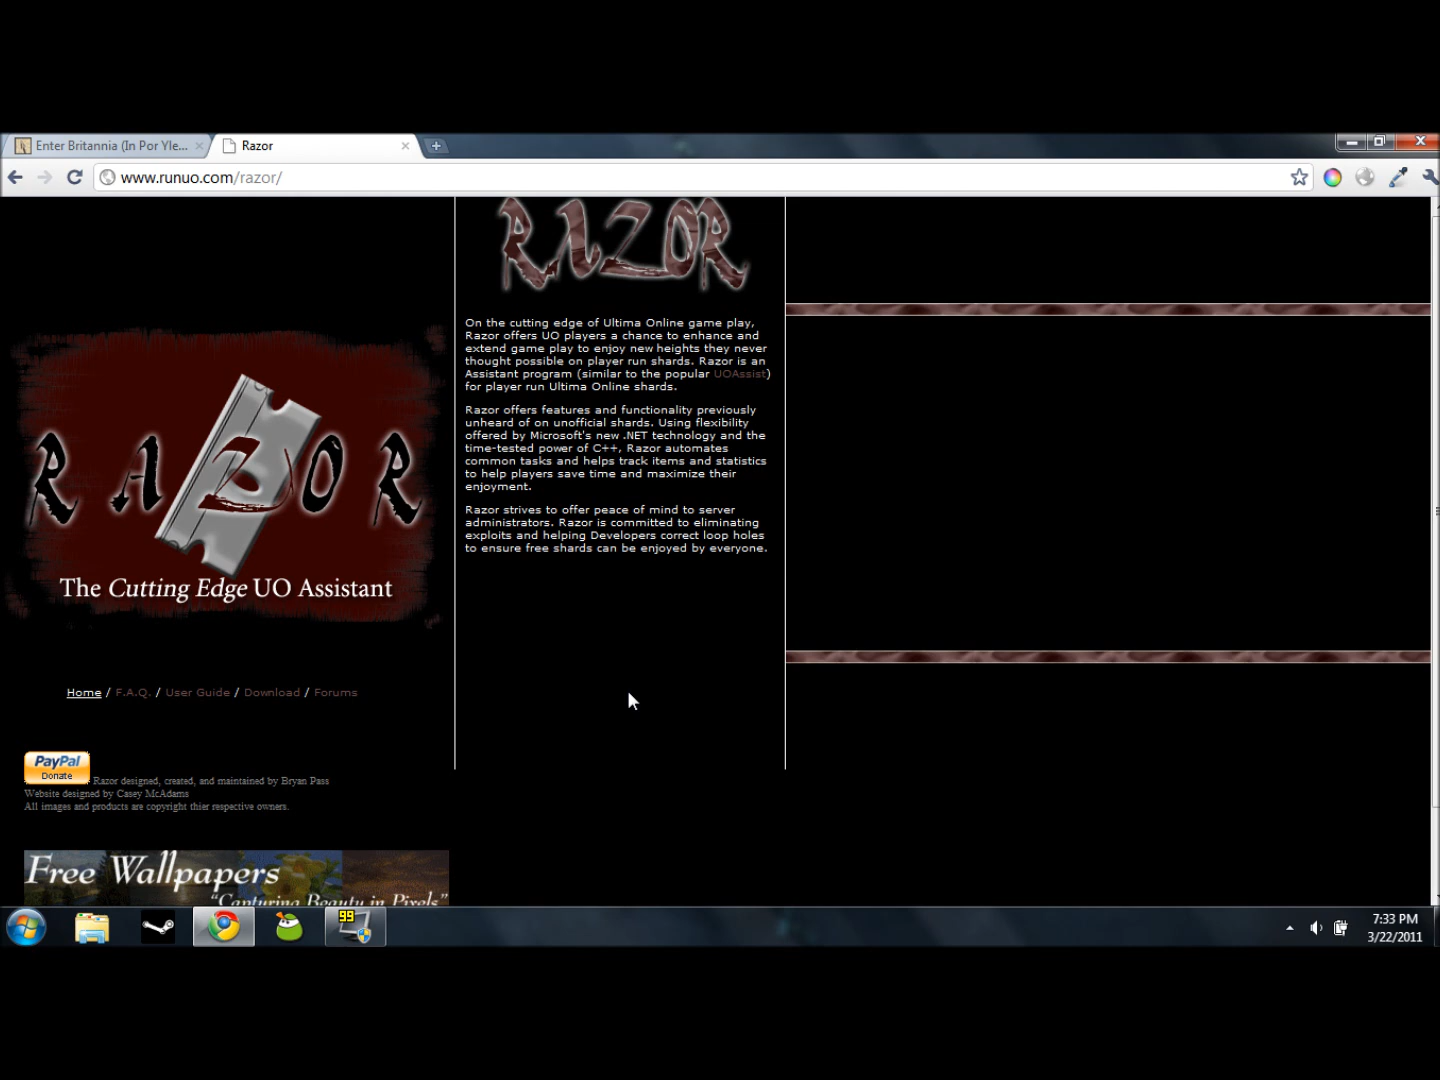 Enter Britannia (In Por Yle...
Razor
www.runuo.com/razor/
RAZOR
On the cutting edge of Ultima Online game play,
Razor offers UO players a chance to enhance and
extend game play to enjoy new heights they never
thought possible on player run shards. Razor is an
Assistant program (similar to the popular UOAssist)
for player run Ultima Online shards.
Razor offers features and functionality previously
unheard of on unofficial shards. Using flexibility
offered by Microsoft's new .NET technology and the
time-tested power of C++, Razor automates
common tasks and helps track items and statistics
to help players save time and maximize their
enjoyment.
Razor strives to offer peace of mind to server
administrators. Razor is committed to eliminating
exploits and helping Developers correct loop holes
to ensure free shards can be enjoyed by everyone.
RAZOR
The Cutting Edge UO Assistant
Home / F.A.Q. / User Guide / Download / Forums
PayPal
Donate
Razor designed, created, and maintained by Bryan Pass
Website designed by Casey McAdams
All images and products are copyright thier respective owners.
Free Wallpapers
"Capturing Beauty in Pixels"
99
7:33 PM
3/22/2011